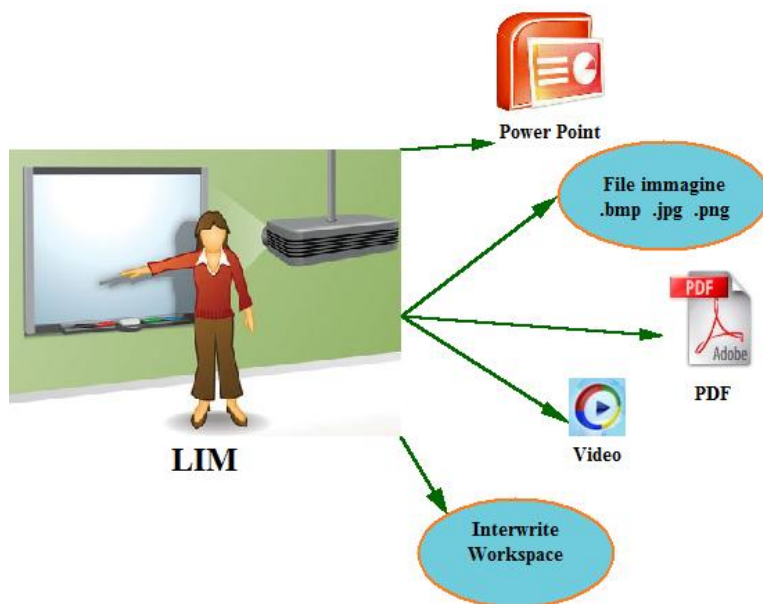 Power Point
File immagine
.bmp .jpg .png
PDF
Adobe
PDF
Video
LIM
Interwrite
Workspace